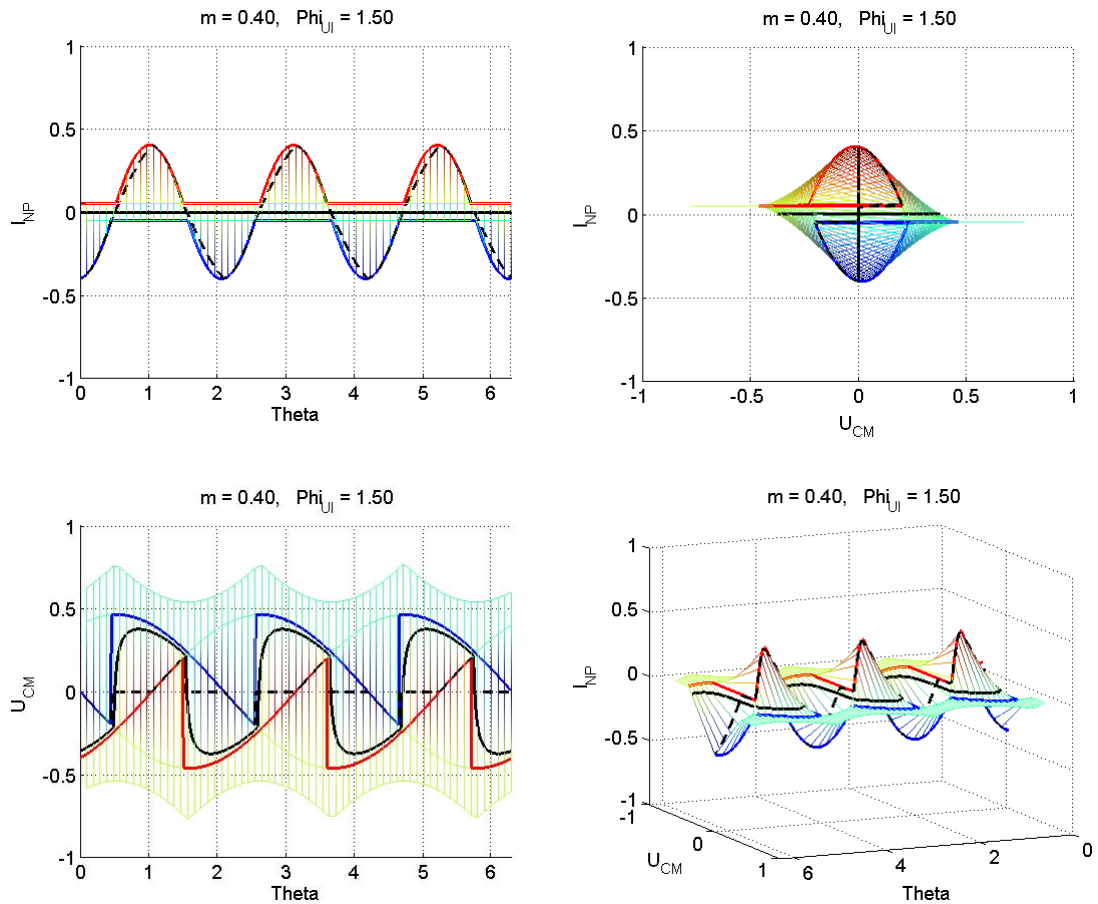 m = 0.40, Phi_UI = 1.50
1
0.5
0
-0.5
-1
I_NP
0 1 2 3 4 5 6
Theta
m = 0.40, Phi_UI = 1.50
1
0.5
0
-0.5
-1
I_NP
-1 -0.5 0 0.5 1
U_CM
m = 0.40, Phi_UI = 1.50
1
0.5
0
-0.5
-1
U_CM
0 1 2 3 4 5 6
Theta
m = 0.40, Phi_UI = 1.50
1
0.5
0
-0.5
-1
I_NP
-1
0
1
U_CM
6 4 2 0
Theta